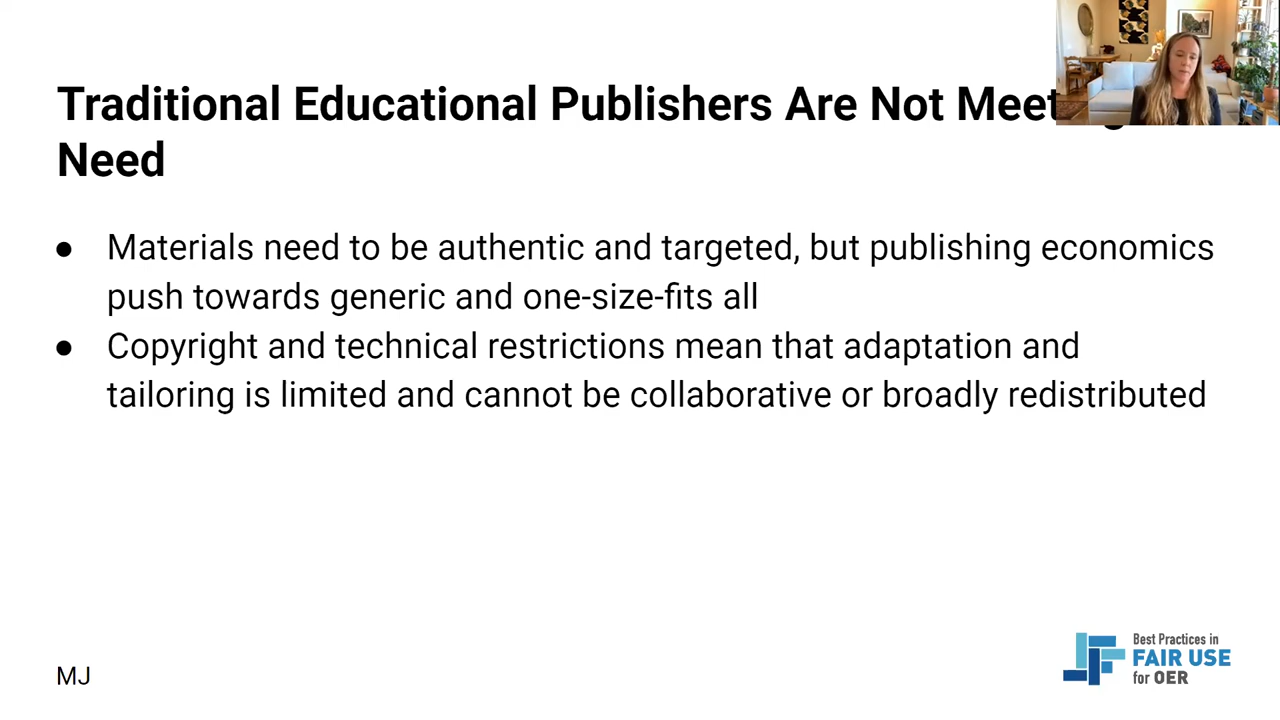 Traditional Educational Publishers Are Not
Need
● Materials need to be authentic and targeted, but publishing economics
push towards generic and one-size-fits all
● Copyright and technical restrictions mean that adaptation and
tailoring is limited and cannot be collaborative or broadly redistributed
MJ
Best Practices in
FAIR USE
for OER